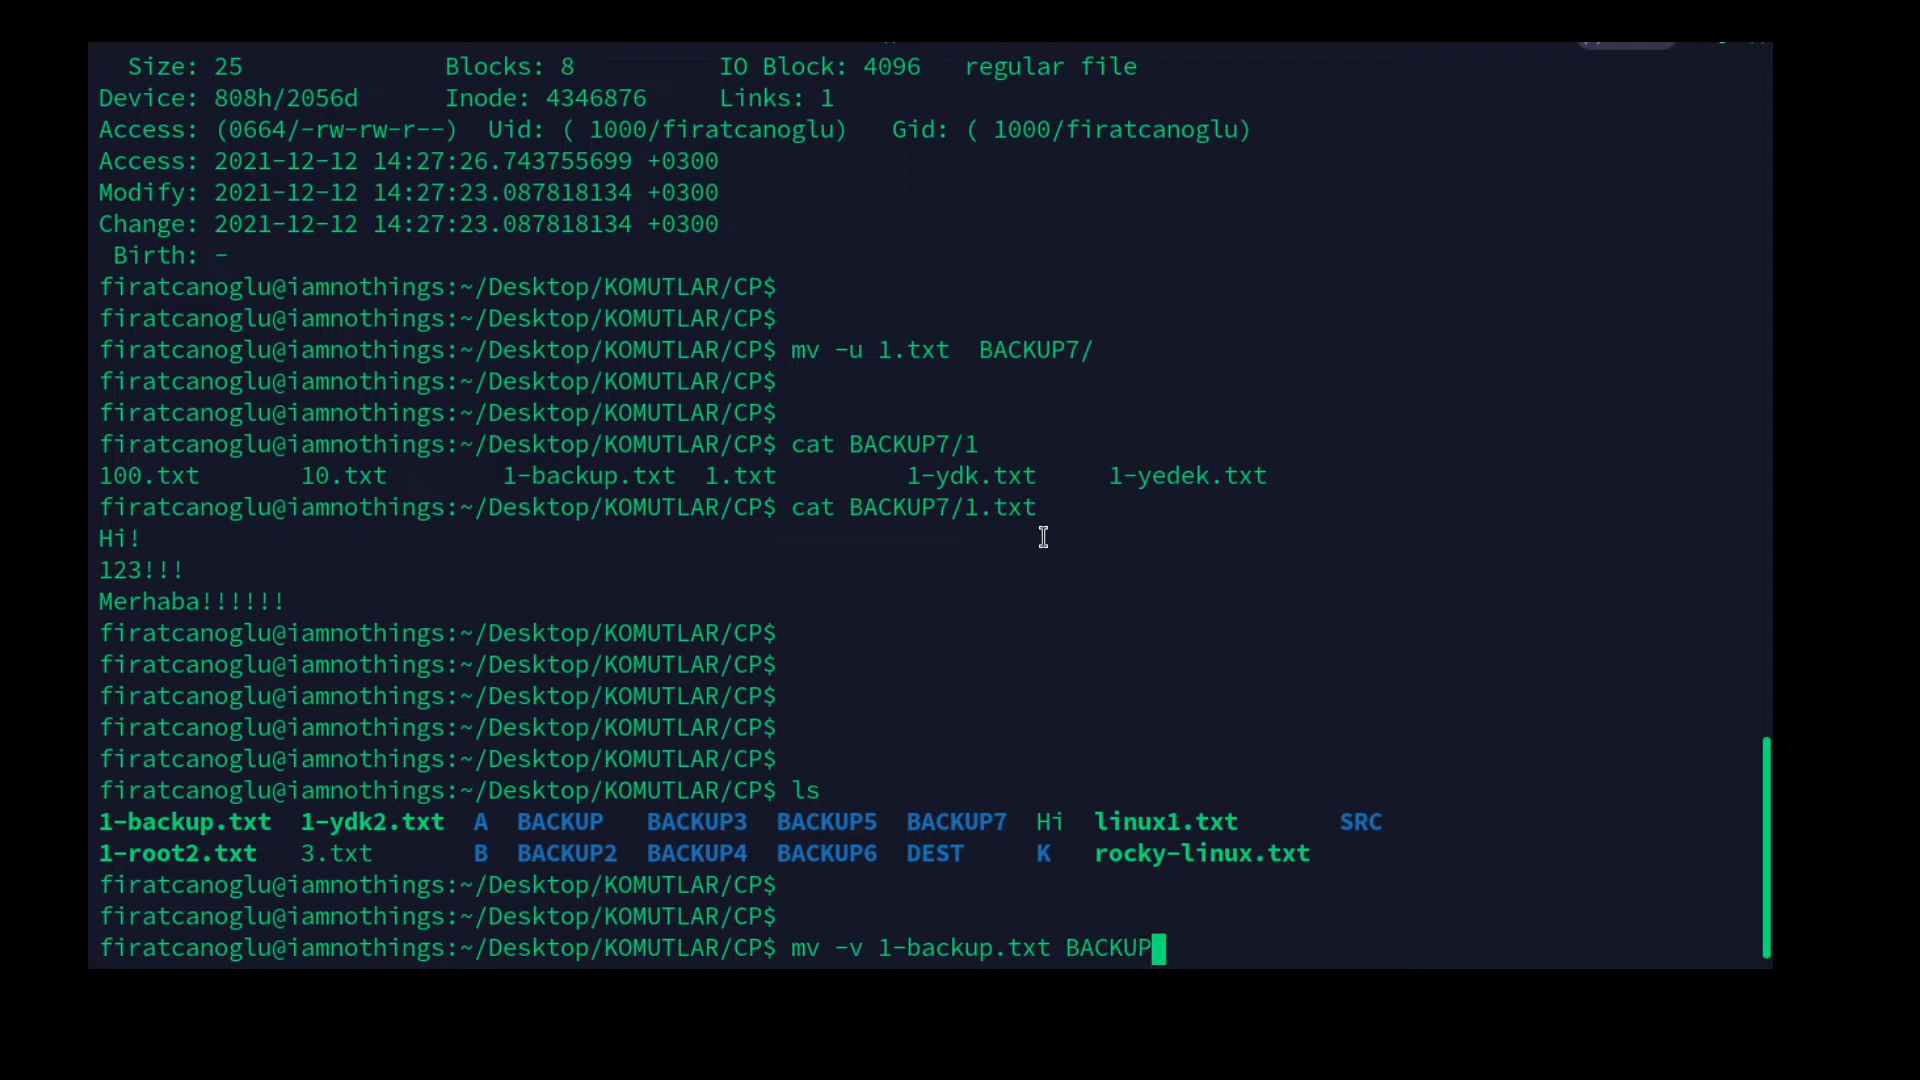 Size: 25 Blocks: 8 IO Block: 4096 regular file
Device: 808h/2056d Inode: 4346876 Links: 1
Access: (0664/-rw-rw-r--) Uid: ( 1000/firatcanoglu) Gid: ( 1000/firatcanoglu)
Access: 2021-12-12 14:27:26.743755699 +0300
Modify: 2021-12-12 14:27:23.087818134 +0300
Change: 2021-12-12 14:27:23.087818134 +0300
Birth: -
firatcanoglu@iamnothings:~/Desktop/KOMUTLAR/CP$
firatcanoglu@iamnothings:~/Desktop/KOMUTLAR/CP$
firatcanoglu@iamnothings:~/Desktop/KOMUTLAR/CP$ mv -u 1.txt  BACKUP7/
firatcanoglu@iamnothings:~/Desktop/KOMUTLAR/CP$
firatcanoglu@iamnothings:~/Desktop/KOMUTLAR/CP$
firatcanoglu@iamnothings:~/Desktop/KOMUTLAR/CP$ cat BACKUP7/1
100.txt 10.txt 1-backup.txt 1.txt 1-ydk.txt 1-yedek.txt
firatcanoglu@iamnothings:~/Desktop/KOMUTLAR/CP$ cat BACKUP7/1.txt
Hi!
123!!!
Merhaba!!!!!!
firatcanoglu@iamnothings:~/Desktop/KOMUTLAR/CP$
firatcanoglu@iamnothings:~/Desktop/KOMUTLAR/CP$
firatcanoglu@iamnothings:~/Desktop/KOMUTLAR/CP$
firatcanoglu@iamnothings:~/Desktop/KOMUTLAR/CP$
firatcanoglu@iamnothings:~/Desktop/KOMUTLAR/CP$
firatcanoglu@iamnothings:~/Desktop/KOMUTLAR/CP$ ls
1-backup.txt 1-ydk2.txt A BACKUP BACKUP3 BACKUP5 BACKUP7 Hi linux1.txt SRC
1-root2.txt 3.txt B BACKUP2 BACKUP4 BACKUP6 DEST K rocky-linux.txt
firatcanoglu@iamnothings:~/Desktop/KOMUTLAR/CP$
firatcanoglu@iamnothings:~/Desktop/KOMUTLAR/CP$
firatcanoglu@iamnothings:~/Desktop/KOMUTLAR/CP$ mv -v 1-backup.txt BACKUP